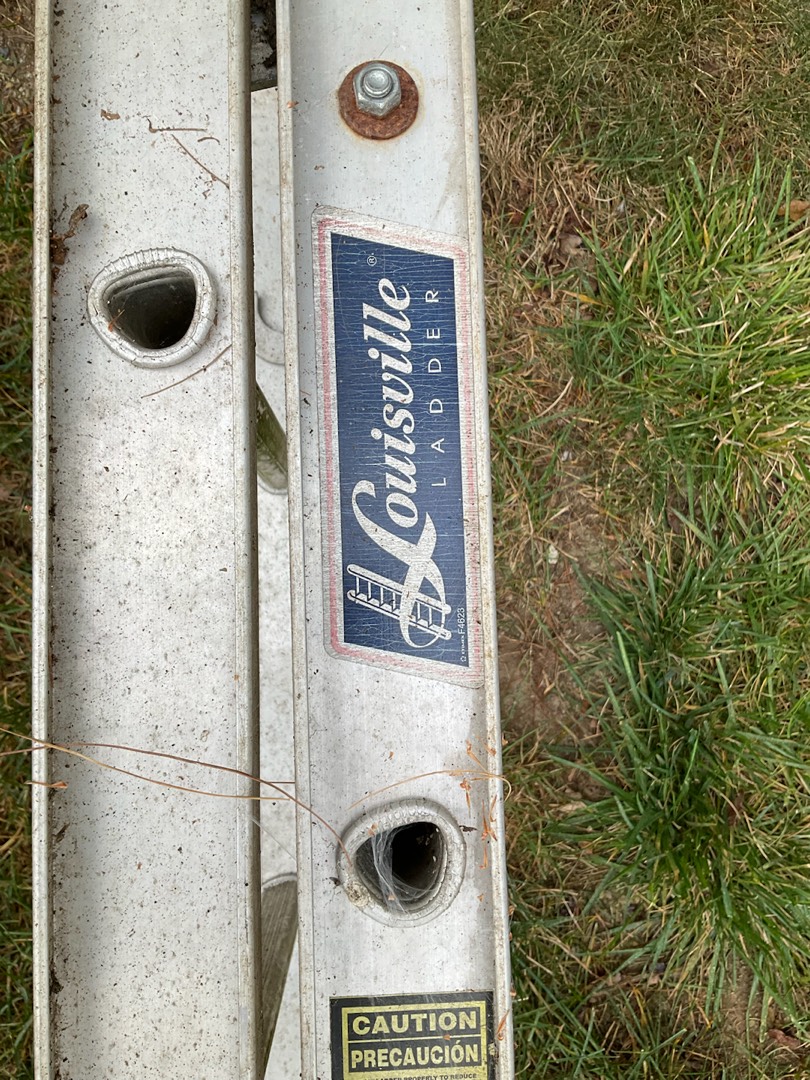 Louisville®
LADDER
F4623
CAUTION
PRECAUCIÓN